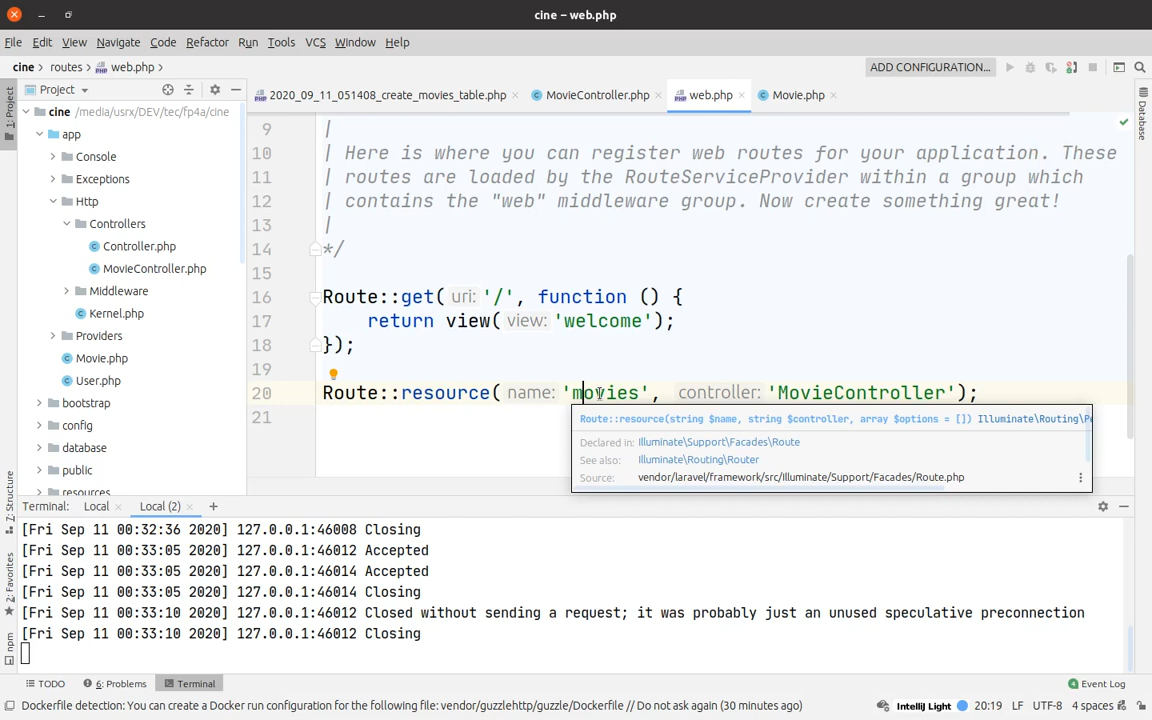 cine – web.php
File Edit View Navigate Code Refactor Run Tools VCS Window Help
cine routes web.php
ADD CONFIGURATION...
Project
2020_09_11_051408_create_movies_table.php
MovieController.php
web.php
Movie.php
1: Project
Database
cine /media/usrx/DEV/tec/fp4a/cine
app
Console
Exceptions
Http
Controllers
Controller.php
MovieController.php
Middleware
Kernel.php
Providers
Movie.php
User.php
bootstrap
config
database
public
resources
9 |
10 | Here is where you can register web routes for your application. These
11 | routes are loaded by the RouteServiceProvider within a group which
12 | contains the "web" middleware group. Now create something great!
13 |
14 */
15
16 Route::get( uri: '/', function () {
17 return view( view: 'welcome');
18 });
19
20 Route::resource( name: 'movies', controller: 'MovieController');
21
Route::resource(string $name, string $controller, array $options = []) Illuminate\Routing\P
Declared in: Illuminate\Support\Facades\Route
See also: Illuminate\Routing\Router
Source: vendor/laravel/framework/src/Illuminate/Support/Facades/Route.php
Z: Structure
2: Favorites
npm
Terminal: Local Local (2) +
[Fri Sep 11 00:32:36 2020] 127.0.0.1:46008 Closing
[Fri Sep 11 00:33:05 2020] 127.0.0.1:46012 Accepted
[Fri Sep 11 00:33:05 2020] 127.0.0.1:46014 Accepted
[Fri Sep 11 00:33:05 2020] 127.0.0.1:46014 Closing
[Fri Sep 11 00:33:10 2020] 127.0.0.1:46012 Closed without sending a request; it was probably just an unused speculative preconnection
[Fri Sep 11 00:33:10 2020] 127.0.0.1:46012 Closing
TODO 6: Problems Terminal 4 Event Log
Dockerfile detection: You can create a Docker run configuration for the following file: vendor/guzzlehttp/guzzle/Dockerfile // Do not ask again (30 minutes ago)
IntelliJ Light 20:19 LF UTF-8 4 spaces